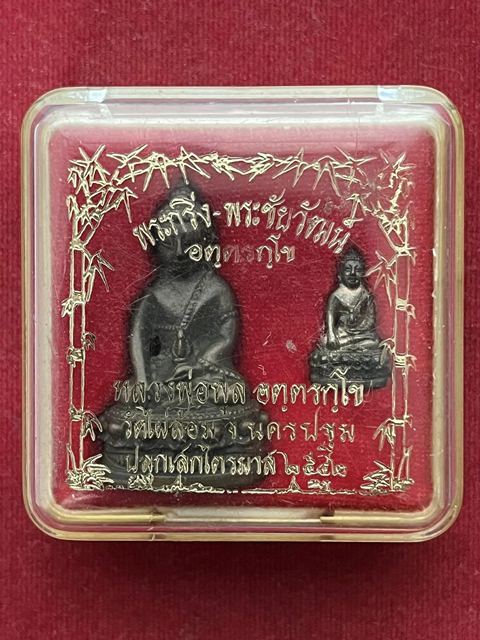 พระกริ่ง-พระชัยวัฒน์
อตฺตรกฺโข
หลวงพ่อพูล อตฺตรกฺโข
วัดไผ่ล้อม จ.นครปฐม
ปลุกเสกไตรมาส ๒๕๔๒